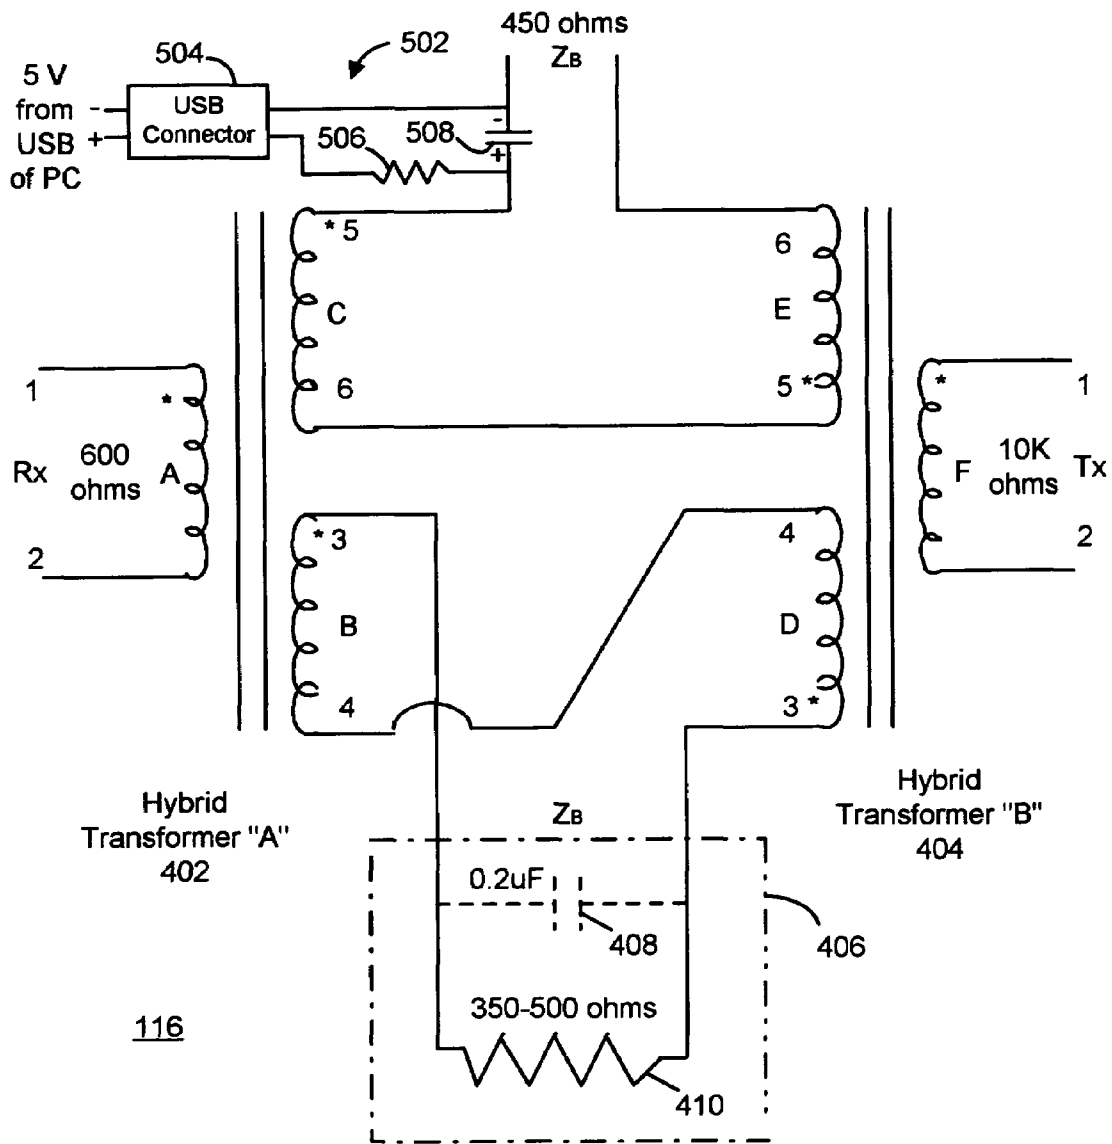 450 ohms
ZB
502
504
5 V
from
USB
of PC
-
+
USB
Connector
506
508
-
+
* 5
C
6
6
E
5 *
1
*
Rx
600
ohms
A
2
*
1
F
10K
ohms
Tx
2
* 3
B
4
4
D
3 *
Hybrid
Transformer "A"
402
Hybrid
Transformer "B"
404
ZB
0.2uF
408
406
350-500 ohms
410
116